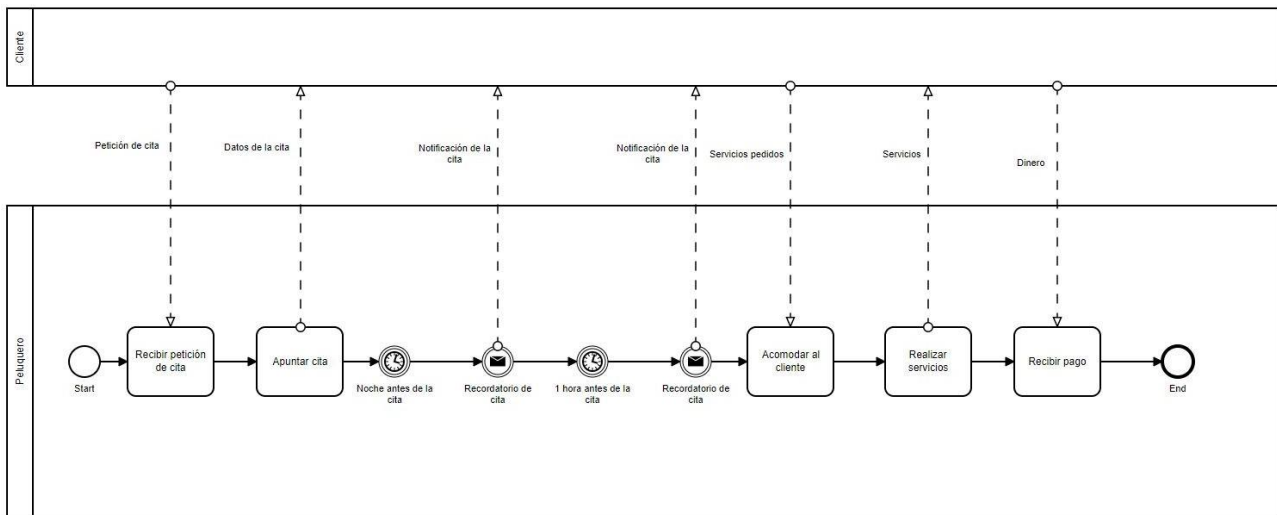 Cliente
Petición de cita
Datos de la cita
Notificación de la
cita
Notificación de la
cita
Servicios pedidos
Servicios
Dinero
Peluquero
Start
Recibir petición
de cita
Apuntar cita
Noche antes de la
cita
Recordatorio de
cita
1 hora antes de la
cita
Recordatorio de
cita
Acomodar al
cliente
Realizar
servicios
Recibir pago
End